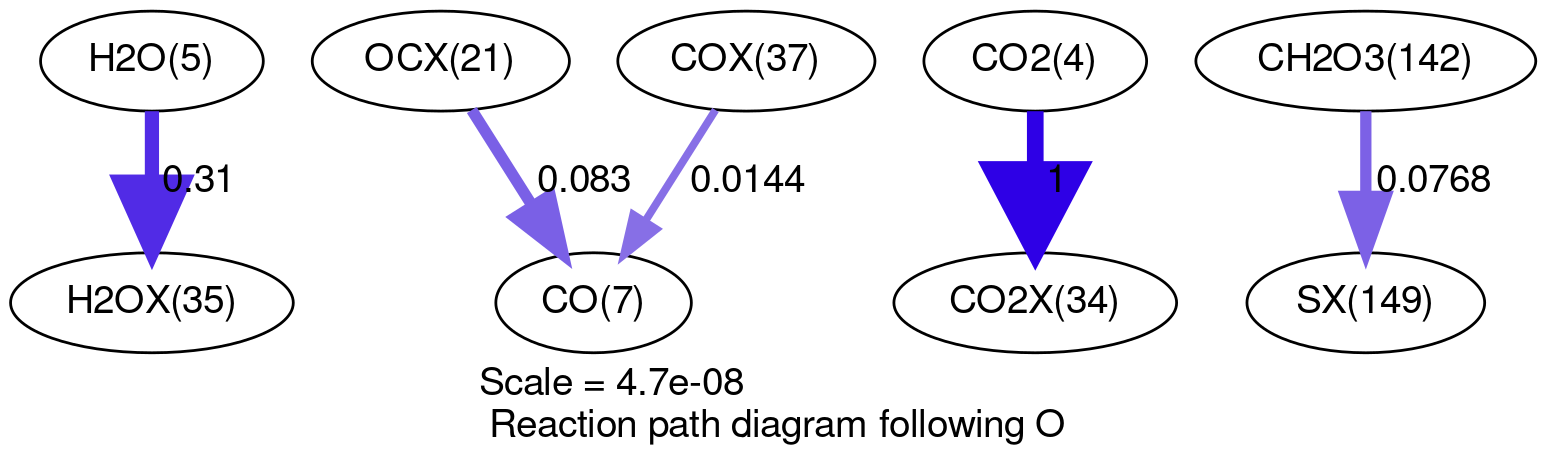 H2O(5)
OCX(21)
COX(37)
CO2(4)
CH2O3(142)
0.31
0.083
0.0144
1
0.0768
H2OX(35)
CO(7)
CO2X(34)
SX(149)
Scale = 4.7e-08
Reaction path diagram following O